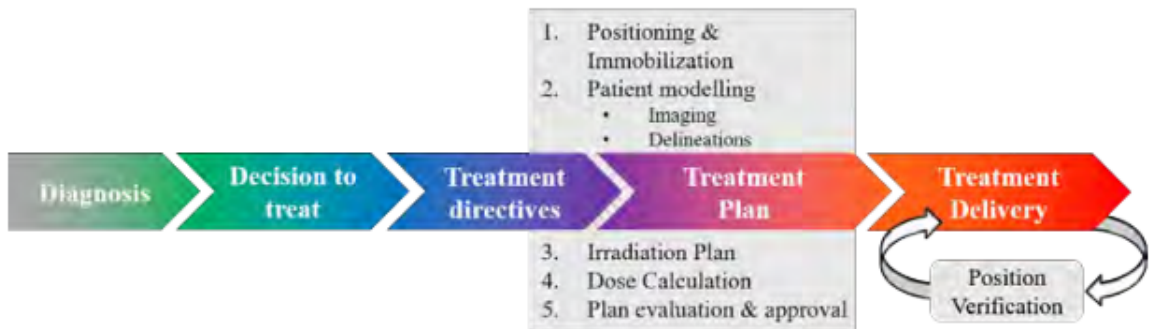 1. Positioning &
Immobilization
2. Patient modelling
• Imaging
• Delineations
Diagnosis
Decision to
treat
Treatment
directives
Treatment
Plan
Treatment
Delivery
3. Irradiation Plan
4. Dose Calculation
5. Plan evaluation & approval
Position
Verification